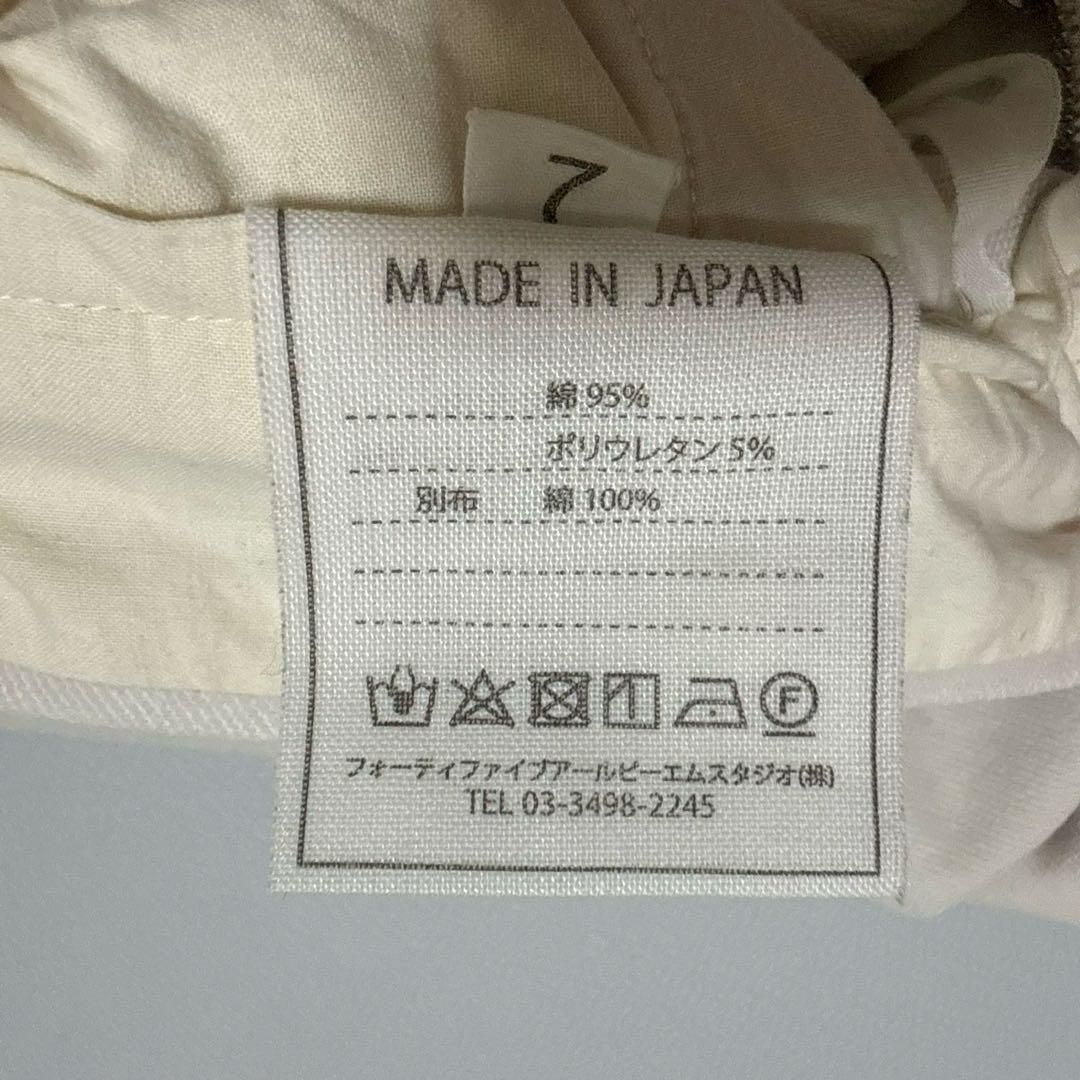 7
MADE IN JAPAN
綿 95%
ポリウレタン 5%
別布 綿 100%
F
フォーティファイブアールピーエムスタジオ(株)
TEL 03-3498-2245